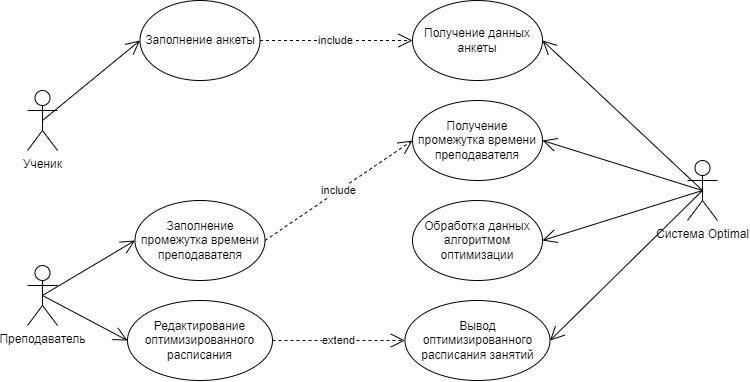 Заполнение анкеты
include
Получение данных
анкеты
Ученик
Получение
промежутка времени
преподавателя
include
Заполнение
промежутка времени
преподавателя
Обработка данных
алгоритмом
оптимизации
Система Optimal
Преподаватель
Редактирование
оптимизированного
расписания
extend
Вывод
оптимизированного
расписания занятий